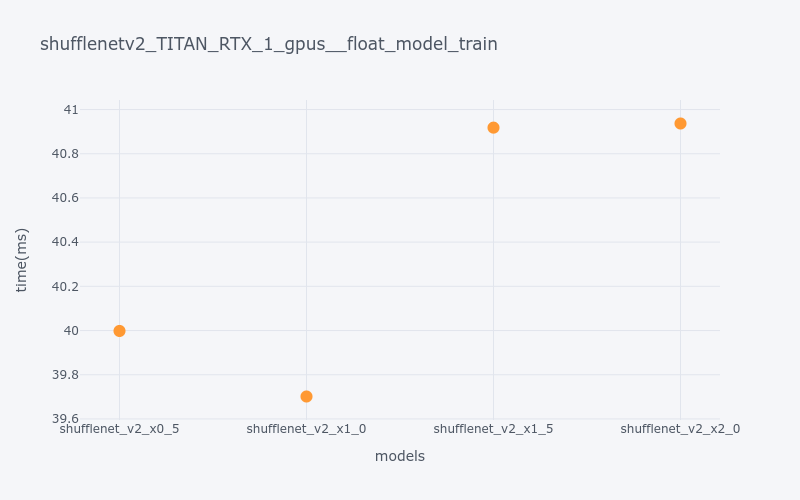 shufflenetv2_TITAN_RTX_1_gpus__float_model_train
41
40.8
40.6
40.4
40.2
40
39.8
39.6
time(ms)
shufflenet_v2_x0_5 shufflenet_v2_x1_0 shufflenet_v2_x1_5 shufflenet_v2_x2_0
models